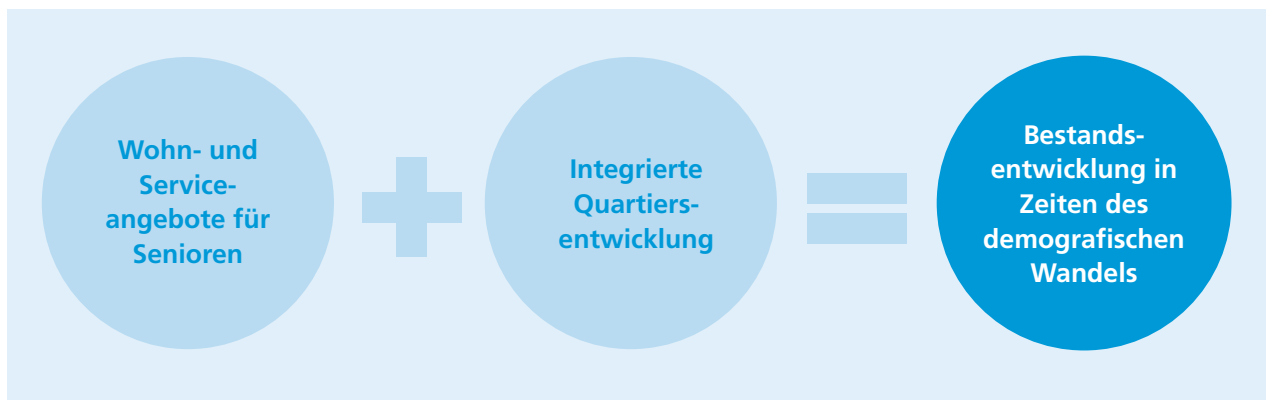 Wohn- und
Service-
angebote für
Senioren
Integrierte
Quartiers-
entwicklung
Bestands-
entwicklung in
Zeiten des
demografischen
Wandels